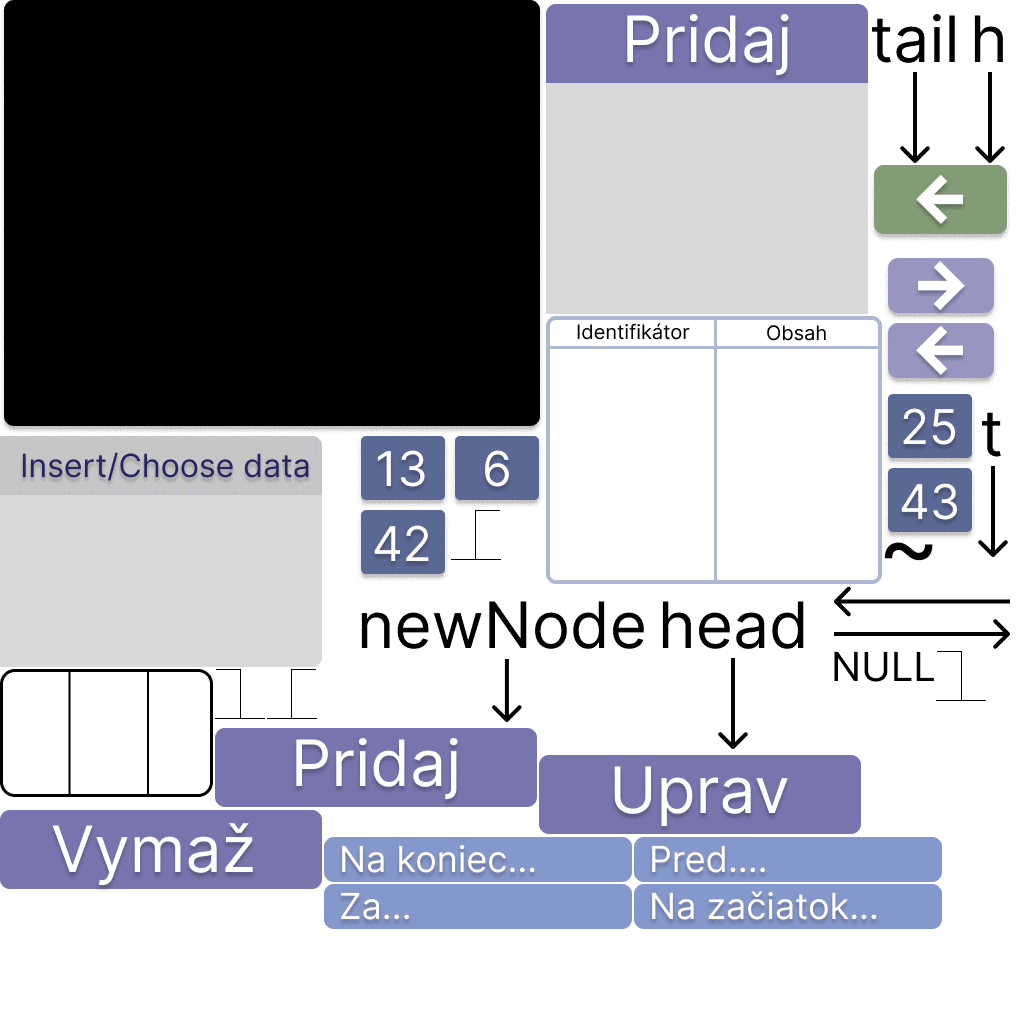 Pridaj
tail
h
Identifikátor
Obsah
25
t
Insert/Choose data
13
6
43
42
~
newNode
head
NULL
Pridaj
Uprav
Vymaž
Na koniec...
Pred....
Za...
Na začiatok...